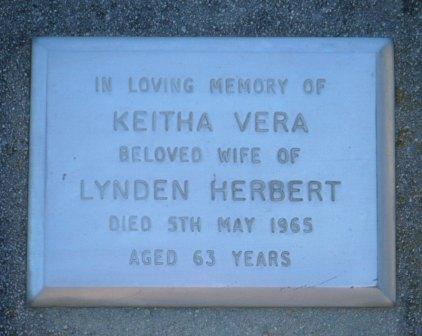 IN LOVING MEMORY OF
KEITHA VERA
BELOVED WIFE OF
LYNDEN HERBERT
DIED 5TH MAY 1965
AGED 63 YEARS